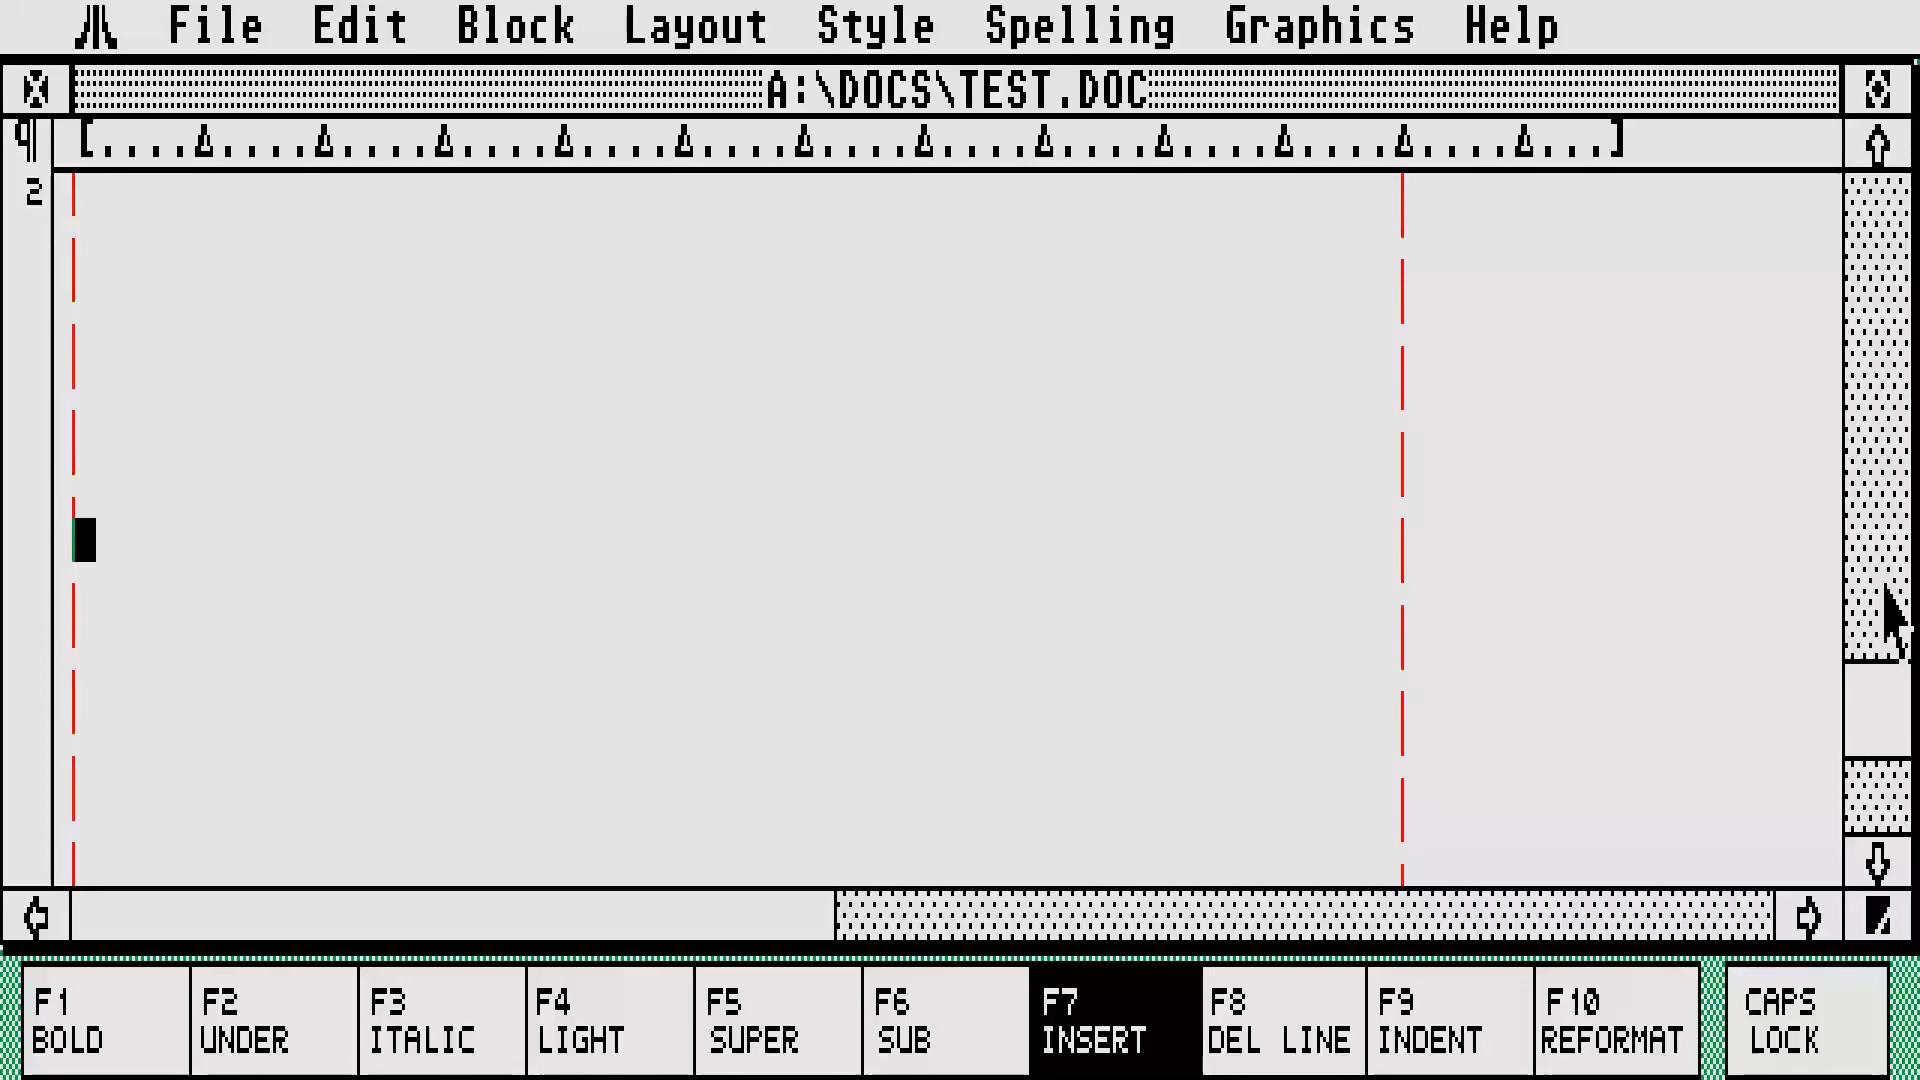 File Edit Block Layout Style Spelling Graphics Help
A:\DOCS\TEST.DOC
¶ [....Δ....Δ....Δ....Δ....Δ....Δ....Δ....Δ....Δ....Δ....Δ....Δ...]
2
F1 F2 F3 F4 F5 F6 F7 F8 F9 F10 CAPS
BOLD UNDER ITALIC LIGHT SUPER SUB INSERT DEL LINE INDENT REFORMAT LOCK